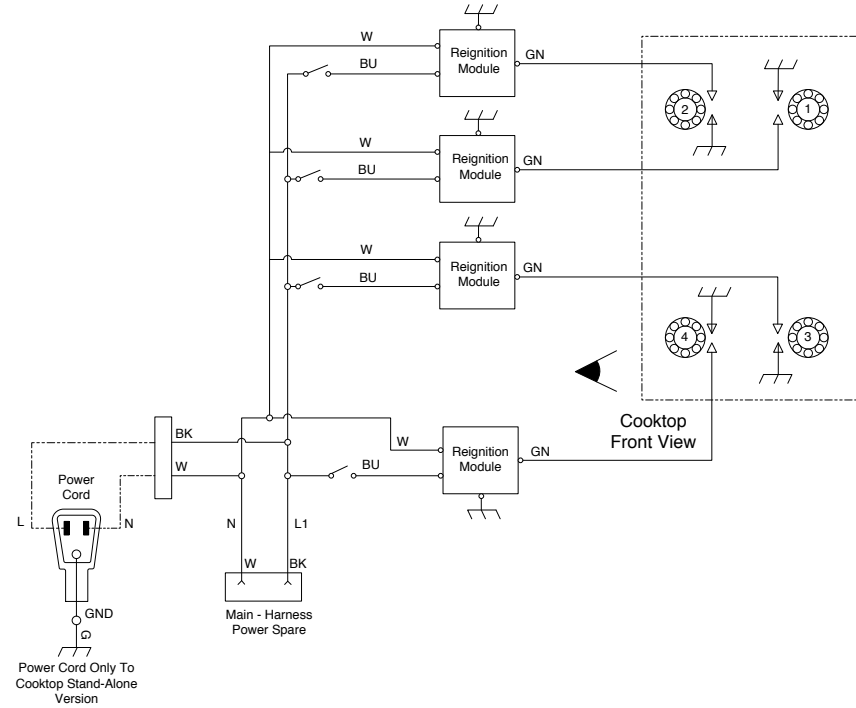 W
BU
Reignition
Module
GN
2
1
W
BU
Reignition
Module
GN
W
BU
Reignition
Module
GN
4
3
Cooktop
Front View
BK
W
W
BU
Reignition
Module
GN
Power
Cord
L
N
N
L1
W
BK
Main - Harness
Power Spare
GND
G
Power Cord Only To
Cooktop Stand-Alone
Version